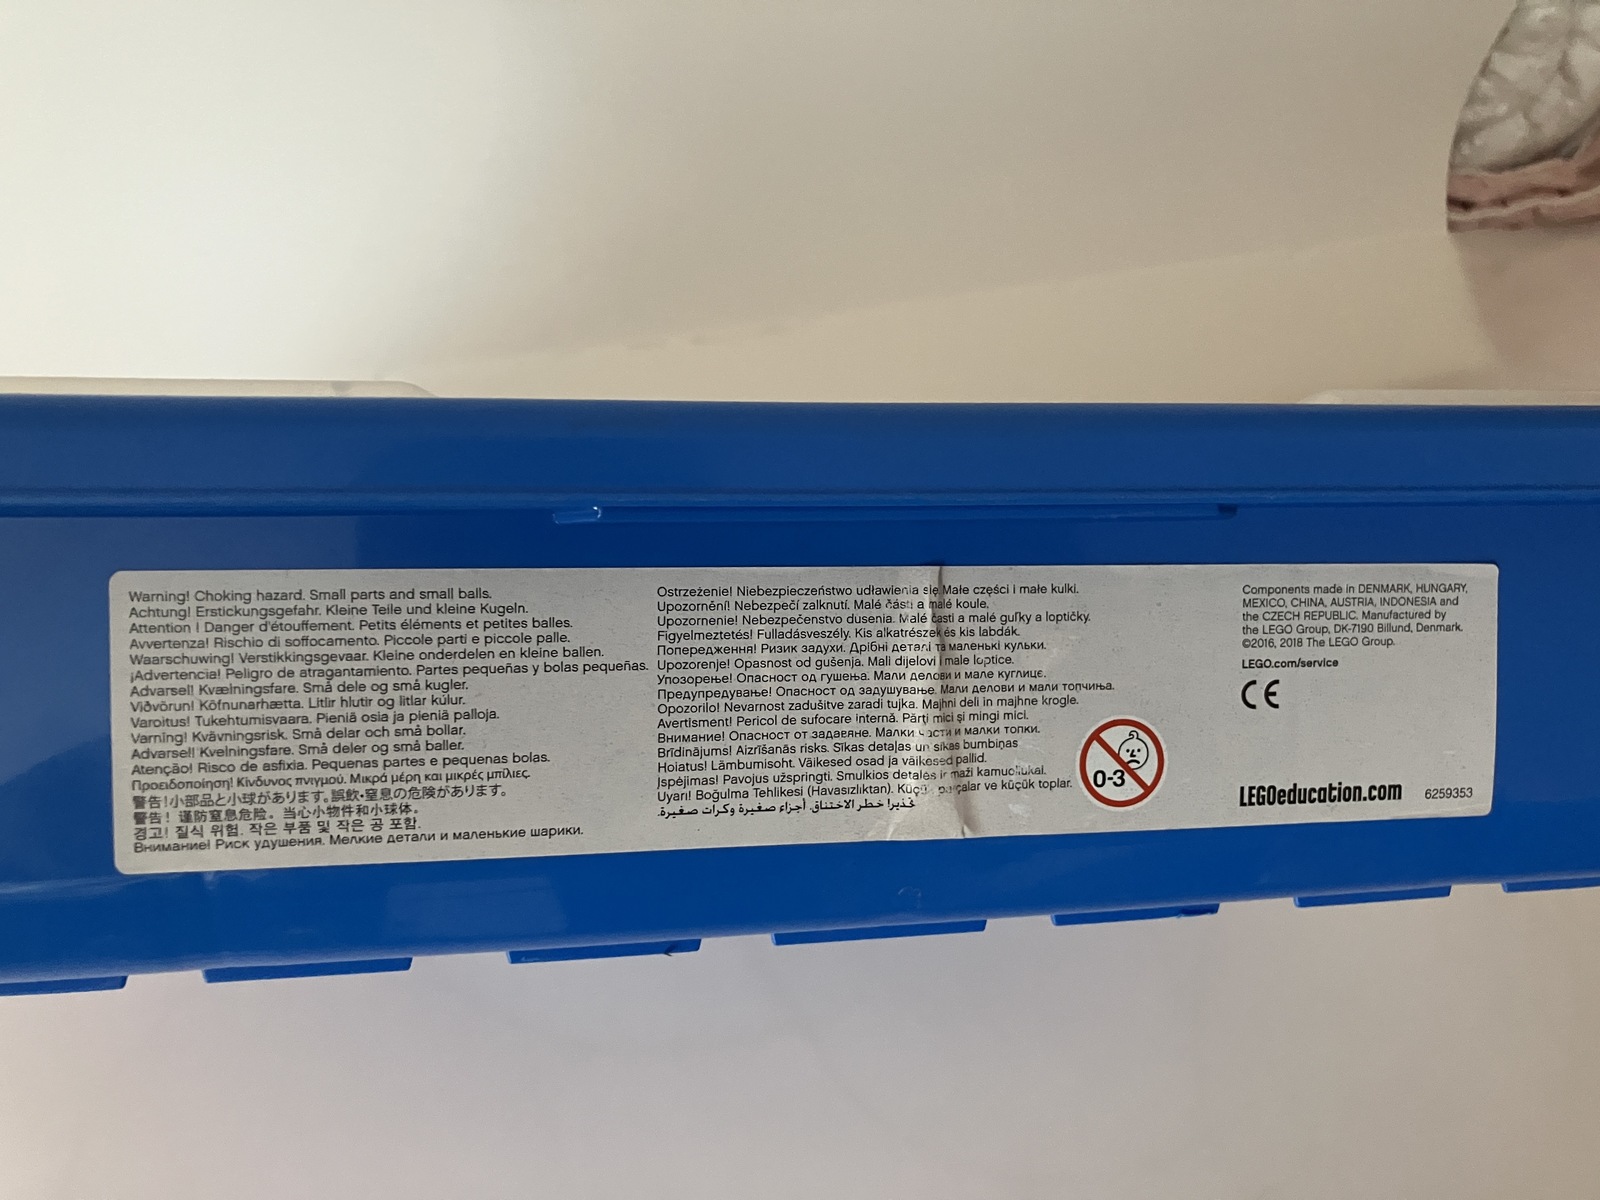 Warning! Choking hazard. Small parts and small balls.
Achtung! Erstickungsgefahr. Kleine Teile und kleine Kugeln.
Attention ! Danger d'étouffement. Petits éléments et petites balles.
Avvertenza! Rischio di soffocamento. Piccole parti e piccole palle.
Waarschuwing! Verstikkingsgevaar. Kleine onderdelen en kleine ballen.
¡Advertencia! Peligro de atragantamiento. Partes pequeñas y bolas pequeñas.
Advarsel! Kvælningsfare. Små dele og små kugler.
Viðvörun! Köfnunarhætta. Litlir hlutir og litlar kúlur.
Varoitus! Tukehtumisvaara. Pieniä osia ja pieniä palloja.
Varning! Kvävningsrisk. Små delar och små bollar.
Advarsel! Kvelningsfare. Små deler og små baller.
Atenção! Risco de asfixia. Pequenas partes e pequenas bolas.
Προειδοποίηση! Κίνδυνος πνιγμού. Μικρά μέρη και μικρές μπίλιες.
警告!小部品と小球があります。誤飲・窒息の危険があります。
警告！谨防窒息危险。当心小物件和小球体。
경고! 질식 위험. 작은 부품 및 작은 공 포함.
Внимание! Риск удушения. Мелкие детали и маленькие шарики.
Ostrzeżenie! Niebezpieczeństwo udławienia się Małe części i małe kulki.
Upozornění! Nebezpečí zalknutí. Malé části a malé koule.
Upozornenie! Nebezpečenstvo dusenia. Malé časti a malé guľky a loptičky.
Figyelmeztetés! Fulladásveszély. Kis alkatrészek és kis labdák.
Попередження! Ризик задухи. Дрібні деталі та маленькі кульки.
Upozorenje! Opasnost od gušenja. Mali dijelovi i male loptice.
Упозорење! Опасност од гушења. Мали делови и мале куглице.
Предупредување! Опасност од задушување. Мали делови и мали топчиња.
Opozorilo! Nevarnost zadušitve zaradi tujka. Majhni deli in majhne krogle.
Avertisment! Pericol de sufocare internă. Părţi mici şi mingi mici.
Внимание! Опасност от задавяне. Малки части и малки топки.
Brīdinājums! Aizrīšanās risks. Sīkas detaļas un sīkas bumbiņas
Hoiatus! Lämbumisoht. Väikesed osad ja väikesed pallid.
Įspėjimas! Pavojus užspringti. Smulkios detalės ir maži kamuoliukai.
Uyarı! Boğulma Tehlikesi (Havasızlıktan). Küçük parçalar ve küçük toplar.
تحذير! خطر الاختناق. أجزاء صغيرة وكرات صغيرة.
0-3
Components made in DENMARK, HUNGARY,
MEXICO, CHINA, AUSTRIA, INDONESIA and
the CZECH REPUBLIC. Manufactured by
the LEGO Group, DK-7190 Billund, Denmark.
©2016, 2018 The LEGO Group.
LEGO.com/service
CE
LEGOeducation.com
6259353